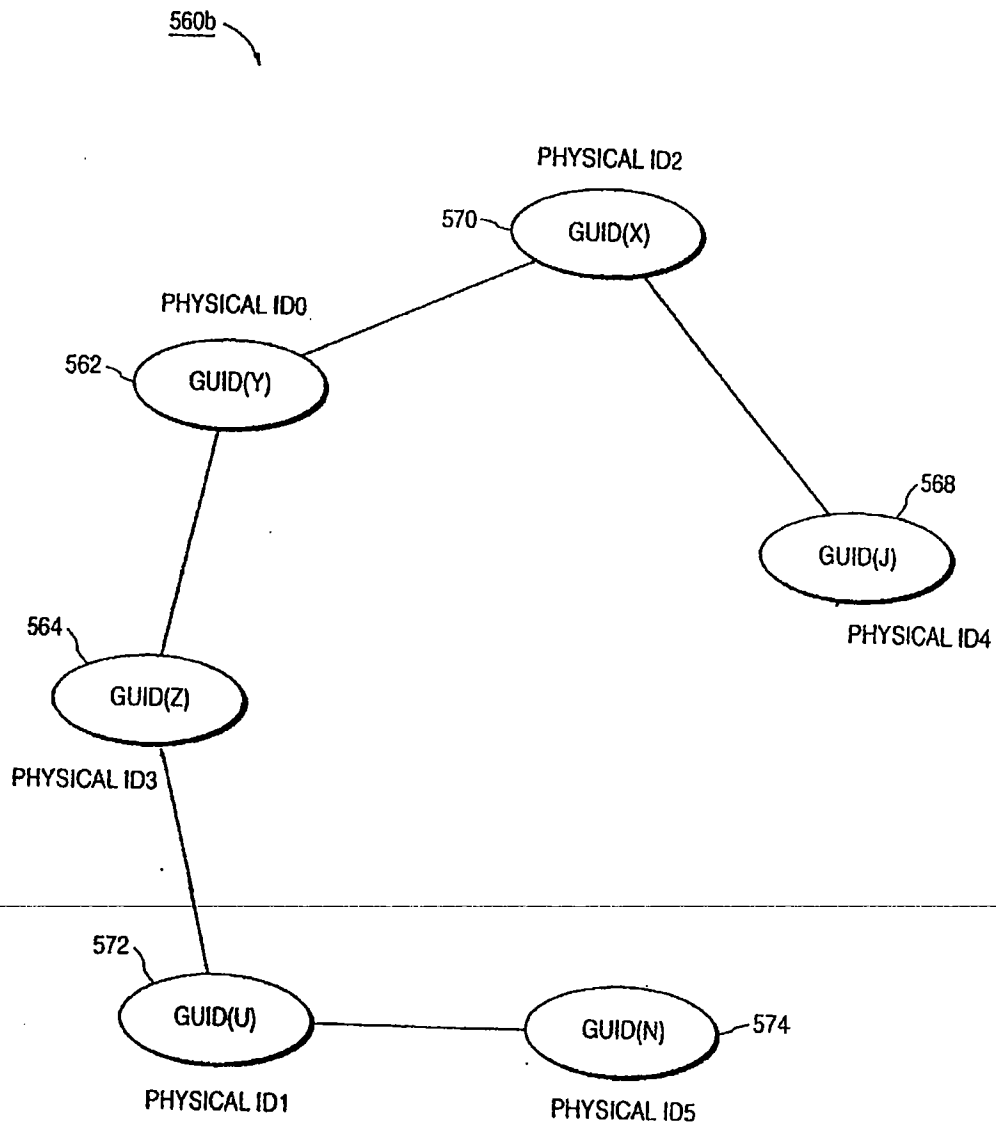 560b
PHYSICAL ID2
570
GUID(X)
PHYSICAL ID0
562
GUID(Y)
568
GUID(J)
PHYSICAL ID4
564
GUID(Z)
PHYSICAL ID3
572
GUID(U)
GUID(N)
574
PHYSICAL ID1
PHYSICAL ID5